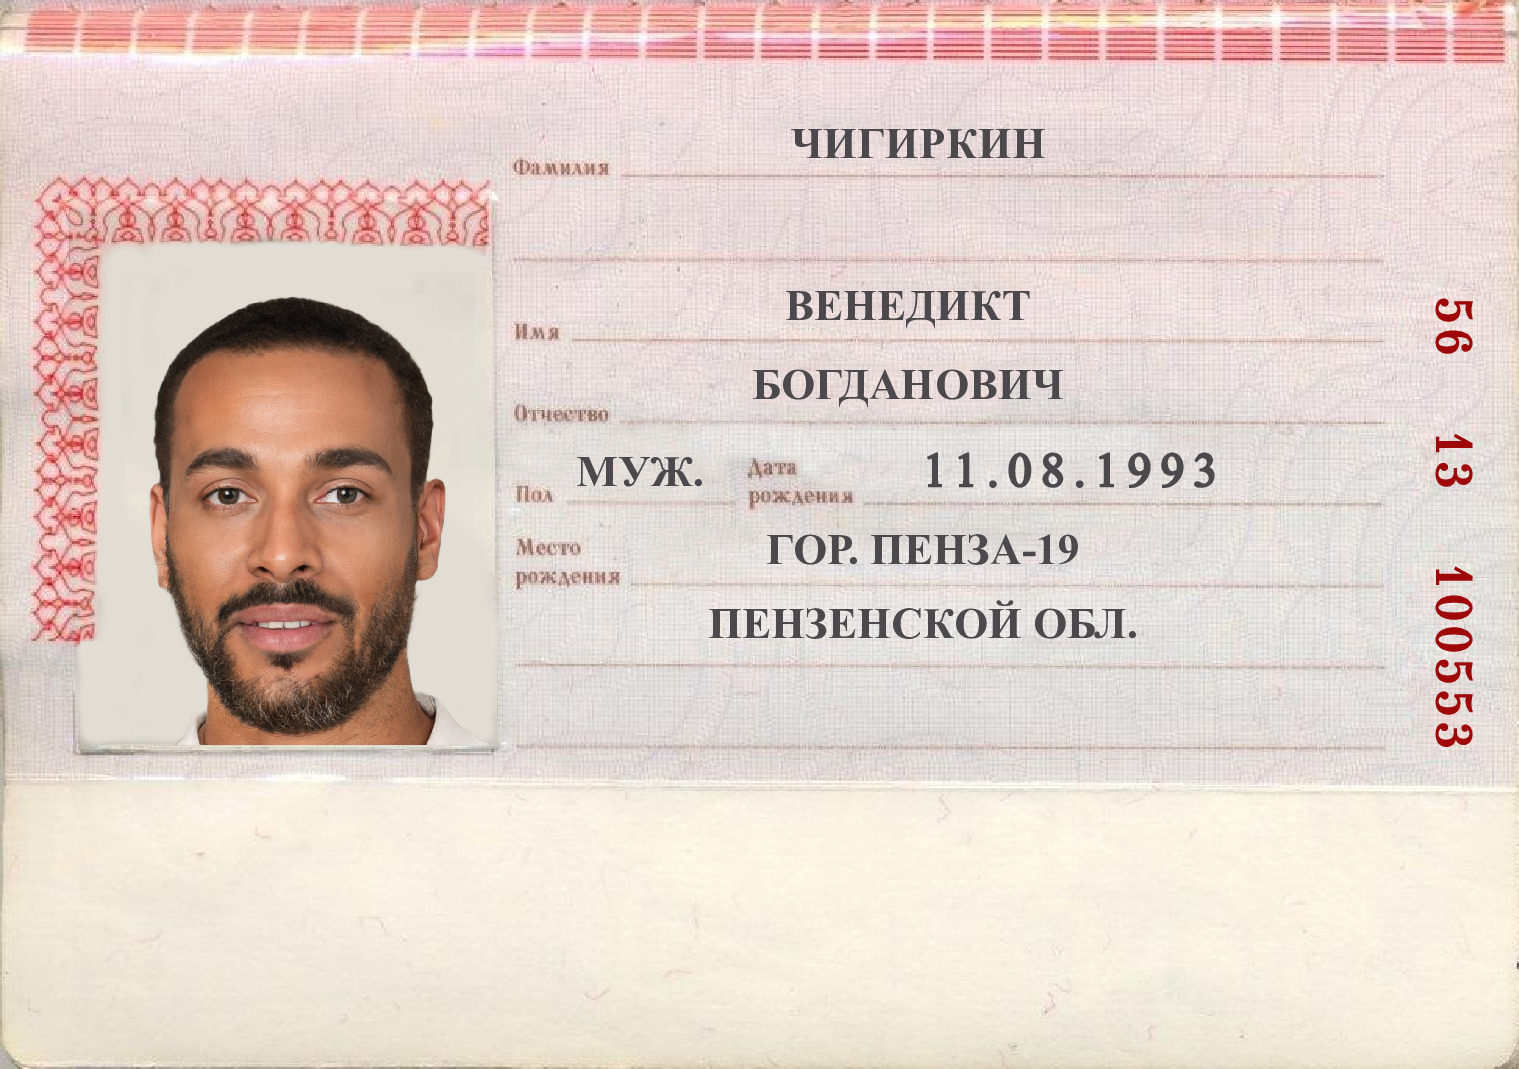 Фамилия ЧИГИРКИН
Имя ВЕНЕДИКТ
Отчество БОГДАНОВИЧ
Пол МУЖ. Дата рождения 11.08.1993
Место рождения ГОР. ПЕНЗА-19
ПЕНЗЕНСКОЙ ОБЛ.
56 13 100553